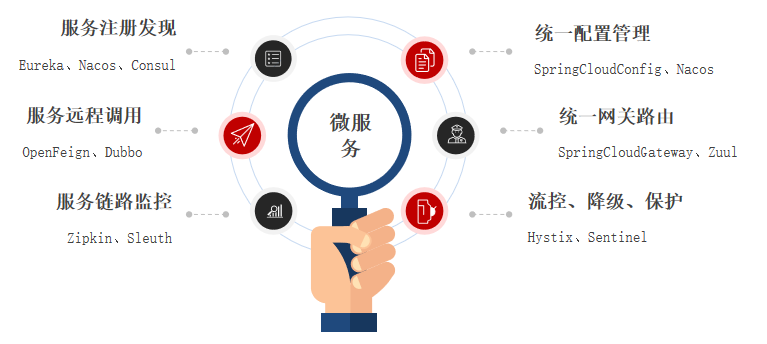 服务注册发现
Eureka、Nacos、Consul
服务远程调用
OpenFeign、Dubbo
服务链路监控
Zipkin、Sleuth
微服
务
统一配置管理
SpringCloudConfig、Nacos
统一网关路由
SpringCloudGateway、Zuul
流控、降级、保护
Hystix、Sentinel